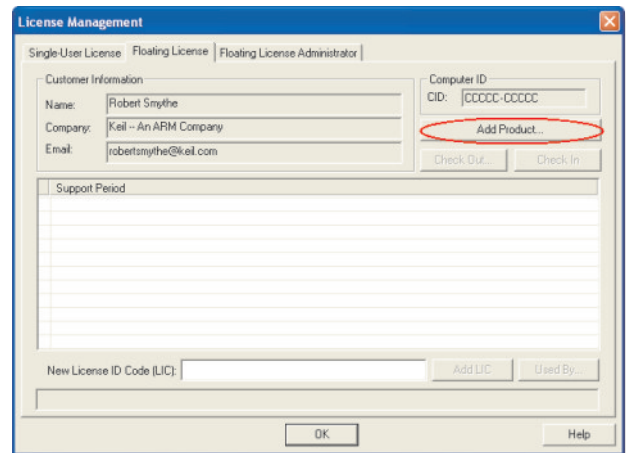 License Management
Single-User License Floating License Floating License Administrator
Customer Information
Name: Robert Smythe
Company: Keil -- An ARM Company
Email: robertsmythe@keil.com
Computer ID
CID: CCCCC-CCCCC
Add Product...
Check Out... Check In
Support Period
New License ID Code (LIC): Add LIC Used By...
OK Help